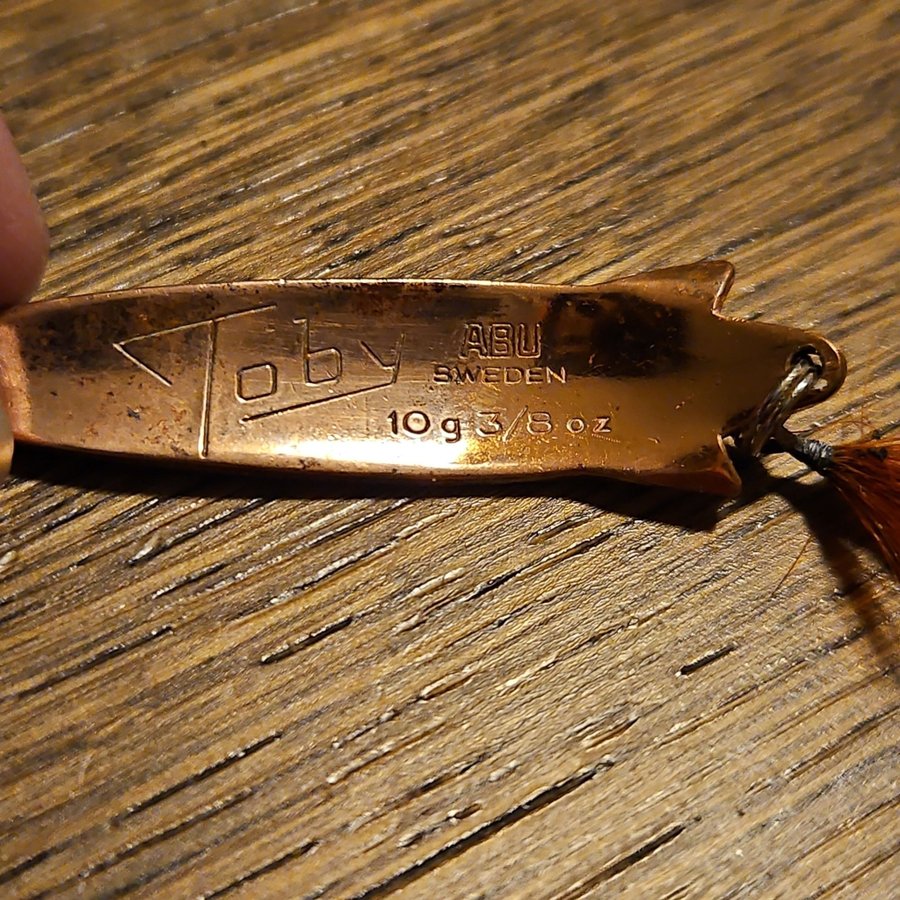 Toby
ABU
SWEDEN
10g 3/8 oz